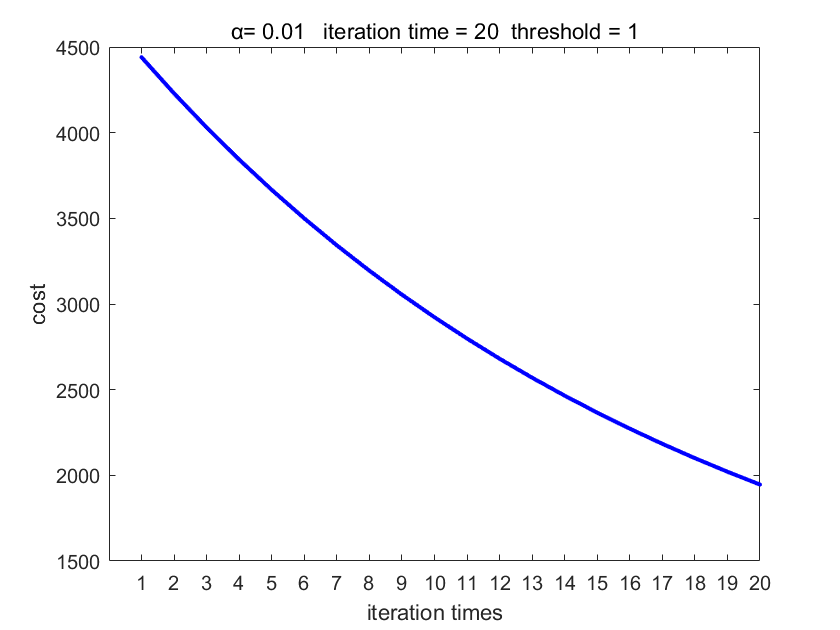 α= 0.01 iteration time = 20 threshold = 1
4500
4000
3500
3000
2500
2000
1500
cost
1 2 3 4 5 6 7 8 9 10 11 12 13 14 15 16 17 18 19 20
iteration times